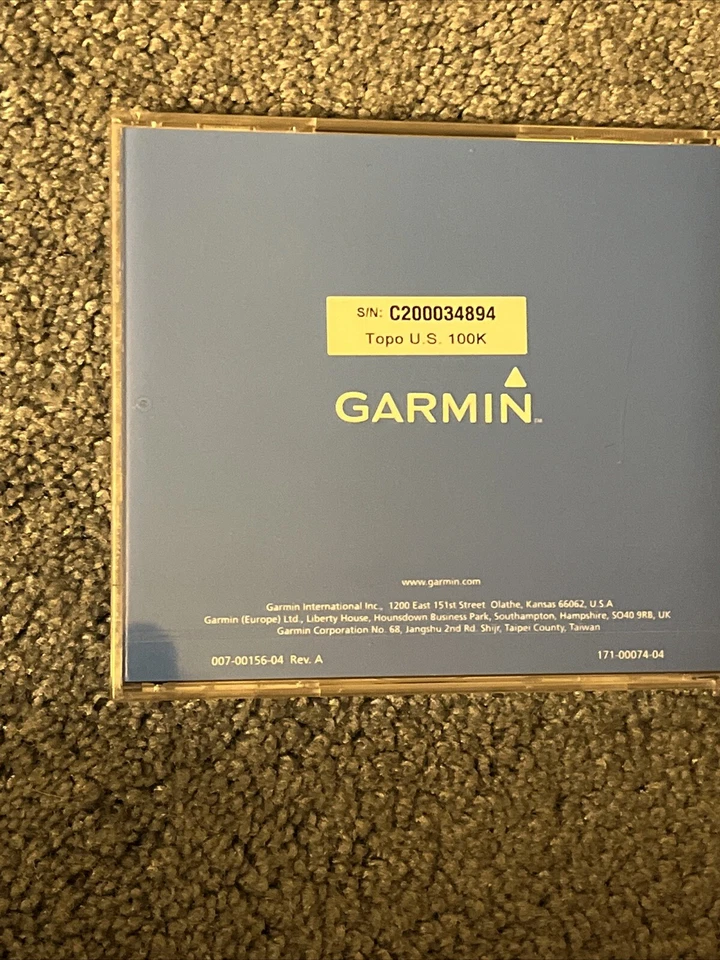 S/N: C200034894
Topo U.S. 100K
GARMIN™
www.garmin.com
Garmin International Inc., 1200 East 151st Street Olathe, Kansas 66062, U.S.A
Garmin (Europe) Ltd., Liberty House, Hounsdown Business Park, Southampton, Hampshire, SO40 9RB, UK
Garmin Corporation No. 68, Jangshu 2nd Rd. Shijr, Taipei County, Taiwan
007-00156-04 Rev. A
171-00074-04